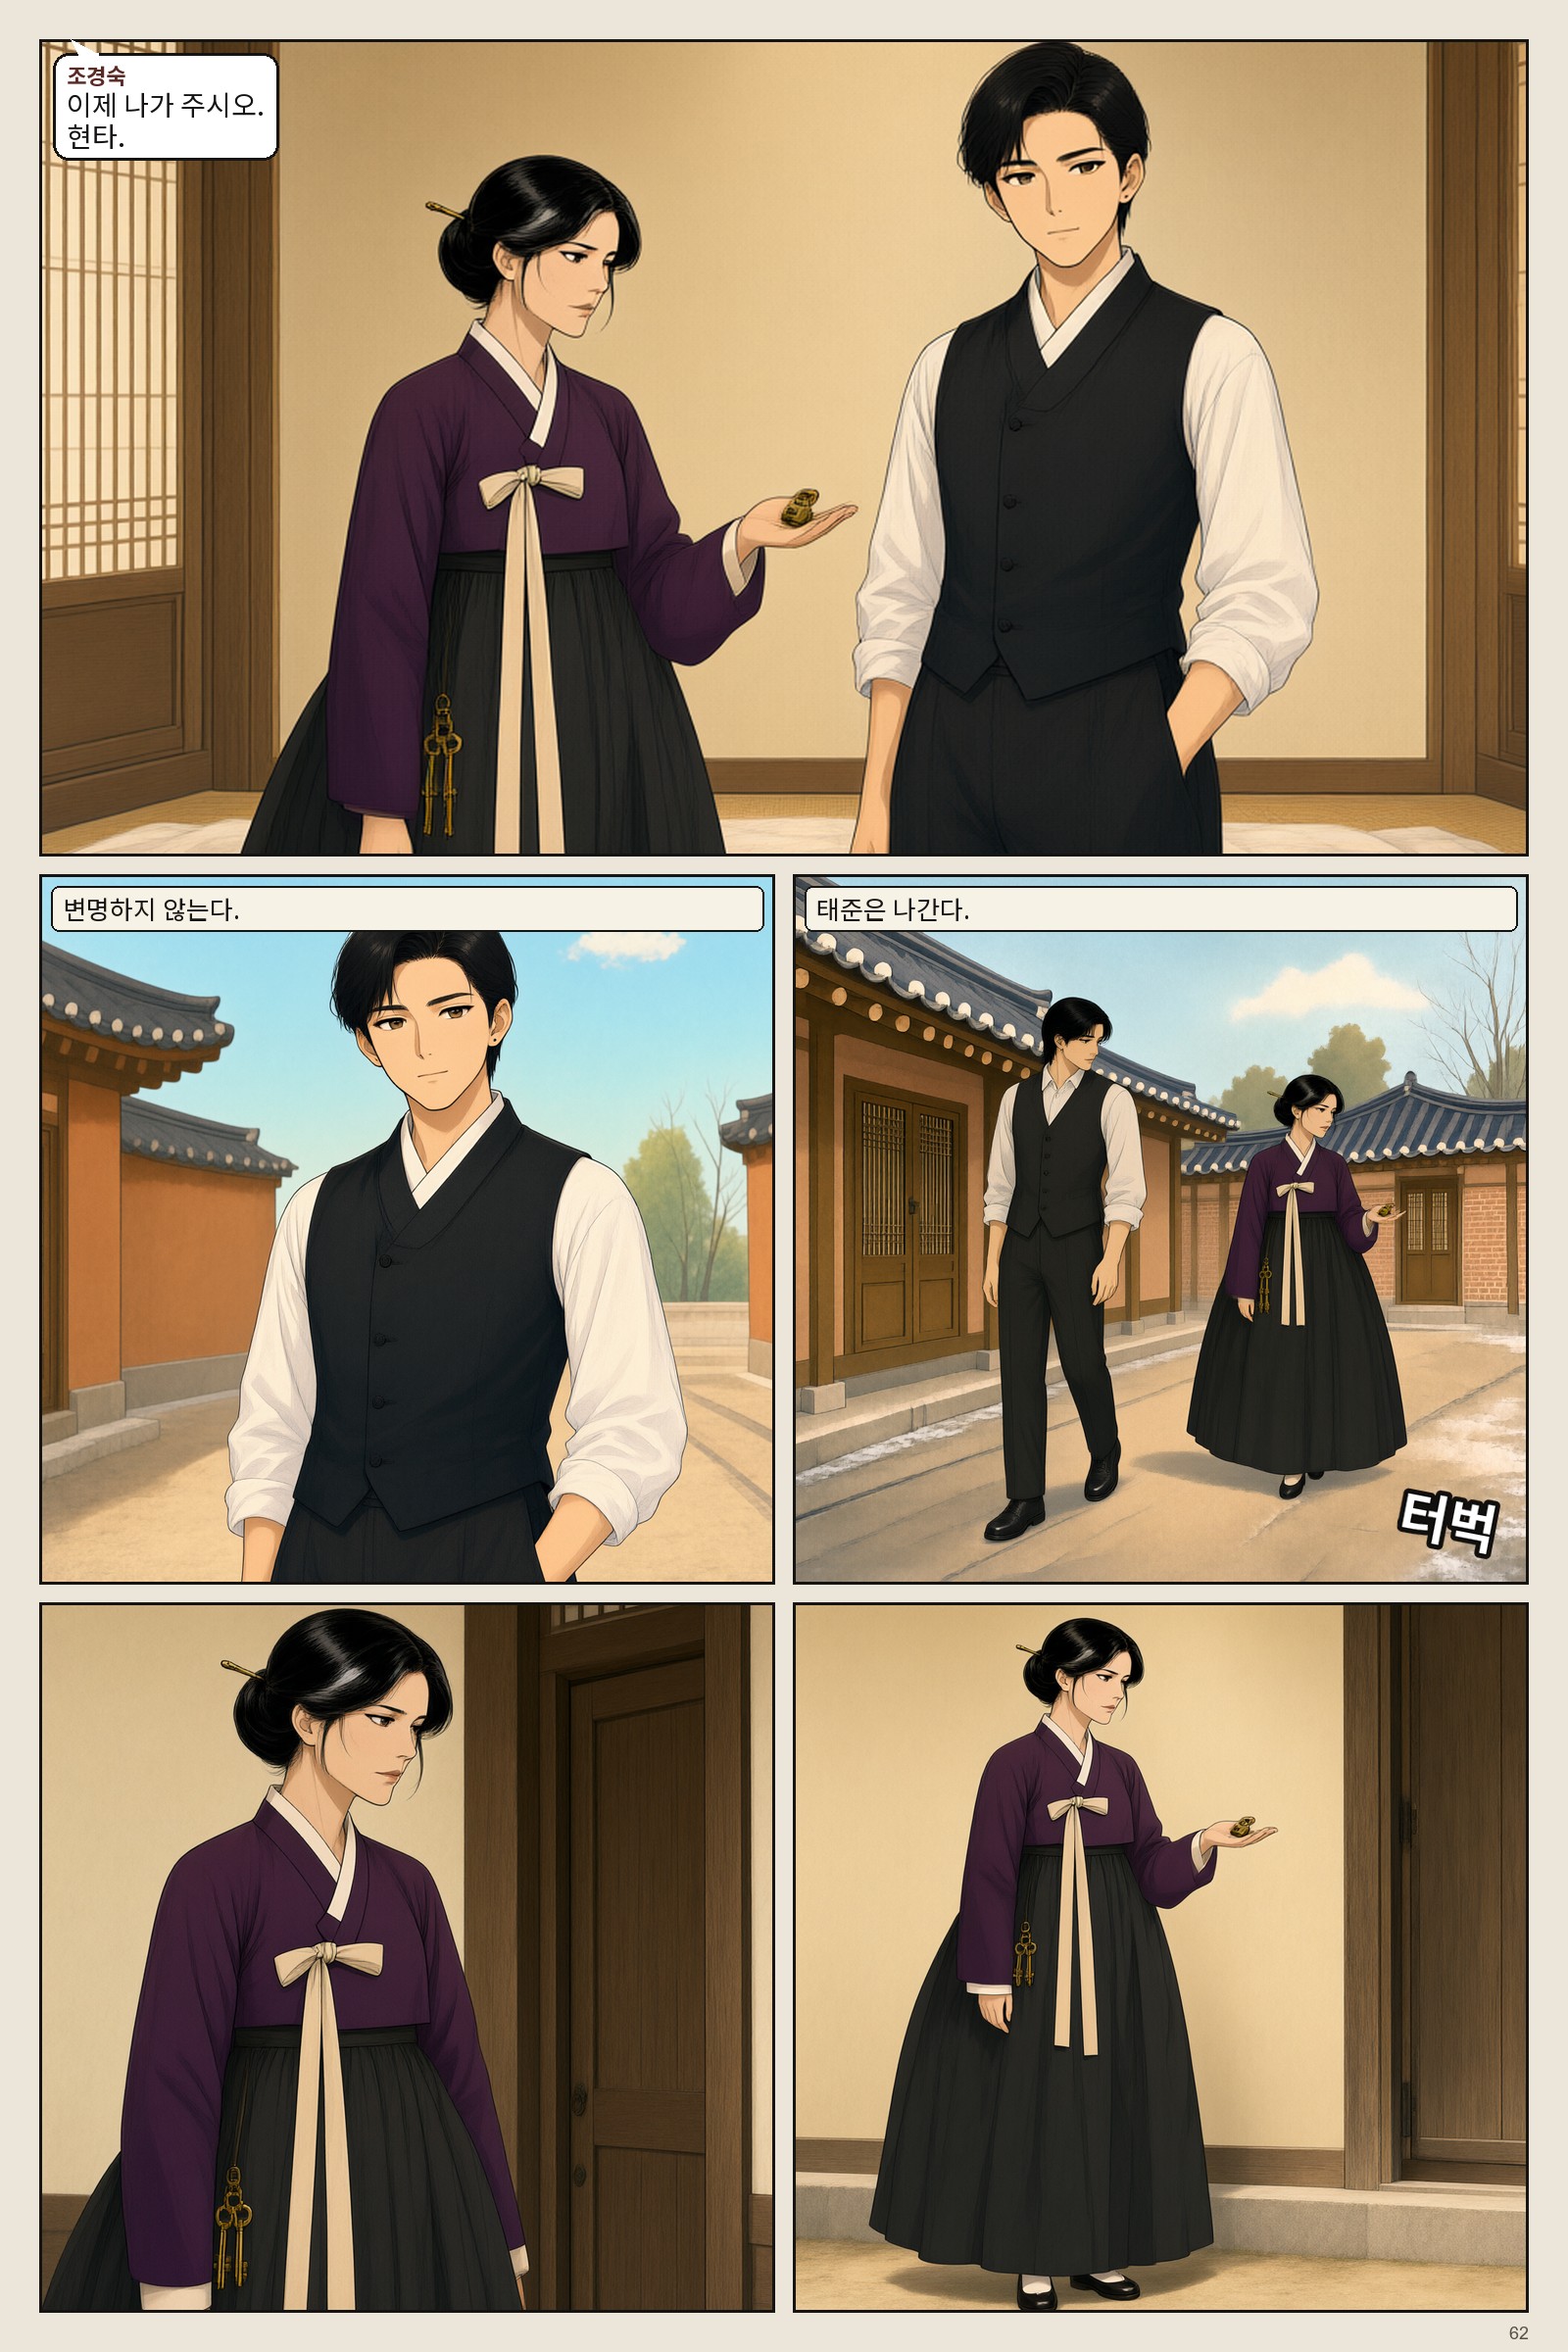 조경숙
이제 나가 주시오.
현타.
변명하지 않는다.
태준은 나간다.
터벅
62